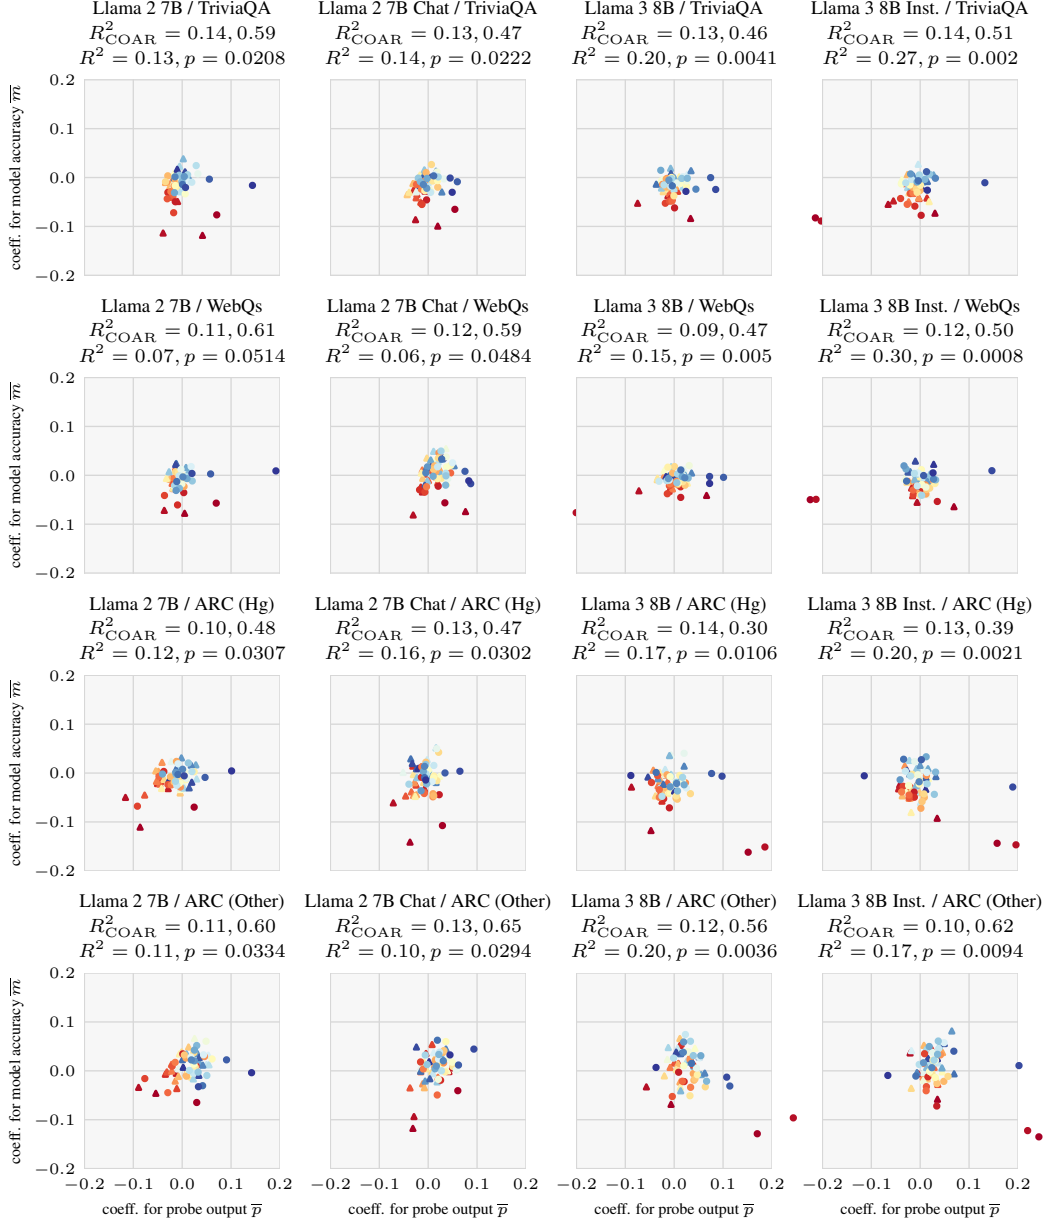 Llama 2 7B / TriviaQA
R²_COAR = 0.14, 0.59
R² = 0.13, p = 0.0208
Llama 2 7B Chat / TriviaQA
R²_COAR = 0.13, 0.47
R² = 0.14, p = 0.0222
Llama 3 8B / TriviaQA
R²_COAR = 0.13, 0.46
R² = 0.20, p = 0.0041
Llama 3 8B Inst. / TriviaQA
R²_COAR = 0.14, 0.51
R² = 0.27, p = 0.002
coeff. for model accuracy m̅
0.2
0.1
0.0
−0.1
−0.2
Llama 2 7B / WebQs
R²_COAR = 0.11, 0.61
R² = 0.07, p = 0.0514
Llama 2 7B Chat / WebQs
R²_COAR = 0.12, 0.59
R² = 0.06, p = 0.0484
Llama 3 8B / WebQs
R²_COAR = 0.09, 0.47
R² = 0.15, p = 0.005
Llama 3 8B Inst. / WebQs
R²_COAR = 0.12, 0.50
R² = 0.30, p = 0.0008
coeff. for model accuracy m̅
0.2
0.1
0.0
−0.1
−0.2
Llama 2 7B / ARC (Hg)
R²_COAR = 0.10, 0.48
R² = 0.12, p = 0.0307
Llama 2 7B Chat / ARC (Hg)
R²_COAR = 0.13, 0.47
R² = 0.16, p = 0.0302
Llama 3 8B / ARC (Hg)
R²_COAR = 0.14, 0.30
R² = 0.17, p = 0.0106
Llama 3 8B Inst. / ARC (Hg)
R²_COAR = 0.13, 0.39
R² = 0.20, p = 0.0021
coeff. for model accuracy m̅
0.2
0.1
0.0
−0.1
−0.2
Llama 2 7B / ARC (Other)
R²_COAR = 0.11, 0.60
R² = 0.11, p = 0.0334
Llama 2 7B Chat / ARC (Other)
R²_COAR = 0.13, 0.65
R² = 0.10, p = 0.0294
Llama 3 8B / ARC (Other)
R²_COAR = 0.12, 0.56
R² = 0.20, p = 0.0036
Llama 3 8B Inst. / ARC (Other)
R²_COAR = 0.10, 0.62
R² = 0.17, p = 0.0094
coeff. for model accuracy m̅
0.2
0.1
0.0
−0.1
−0.2
−0.2 −0.1 0.0 0.1 0.2
coeff. for probe output p̅
−0.2 −0.1 0.0 0.1 0.2
coeff. for probe output p̅
−0.2 −0.1 0.0 0.1 0.2
coeff. for probe output p̅
−0.2 −0.1 0.0 0.1 0.2
coeff. for probe output p̅